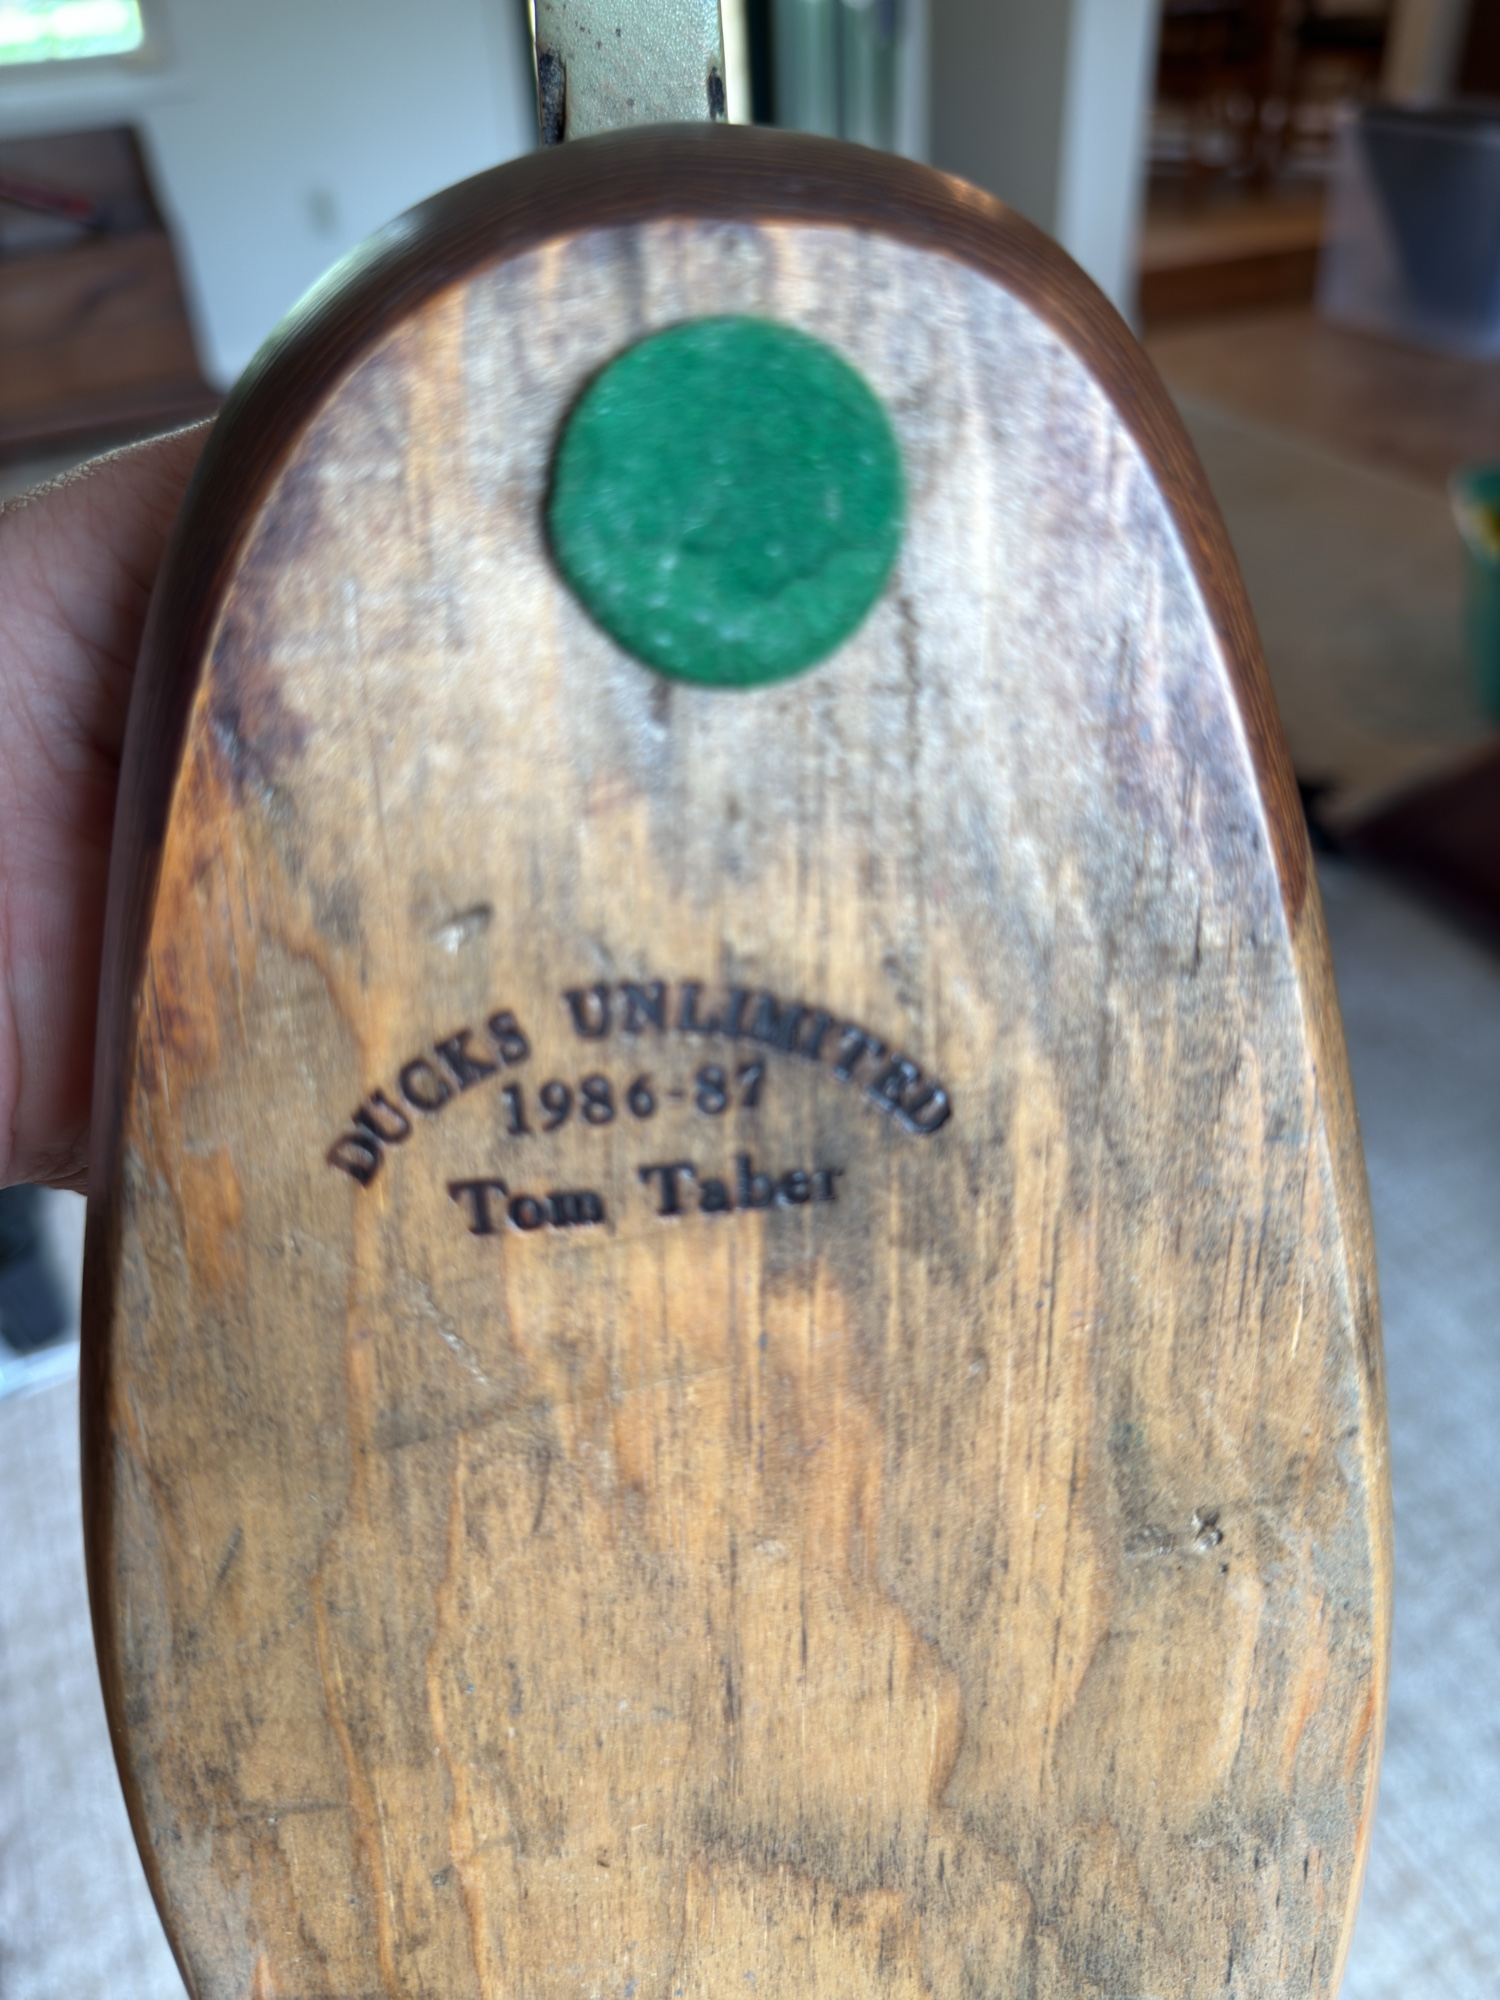 DUCKS UNLIMITED
1986-87
Tom Taber